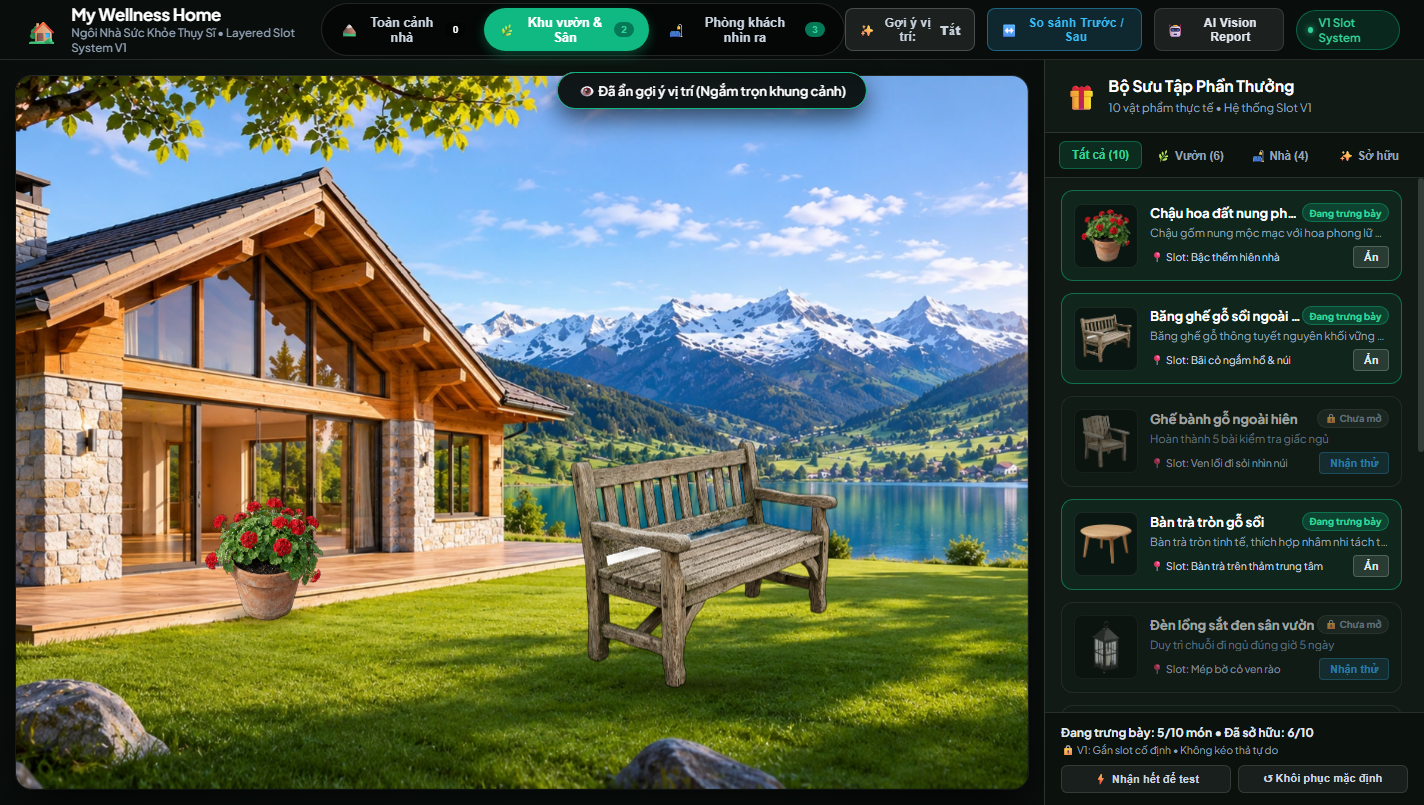 My Wellness Home
Ngôi Nhà Sức Khỏe Thụy Sĩ • Layered Slot
System V1
Toàn cảnh
nhà
0
Khu vườn &
Sân
2
Phòng khách
nhìn ra
3
Gợi ý vị
trí:
Tắt
So sánh Trước /
Sau
AI Vision
Report
V1 Slot
System
Đã ẩn gợi ý vị trí (Ngắm trọn khung cảnh)
Bộ Sưu Tập Phần Thưởng
10 vật phẩm thực tế • Hệ thống Slot V1
Tất cả (10)
Vườn (6)
Nhà (4)
Sở hữu
Chậu hoa đất nung ph...
Đang trưng bày
Chậu gốm nung mộc mạc với hoa phong lữ ...
Slot: Bậc thềm hiên nhà
Ẩn
Băng ghế gỗ sồi ngoài ...
Đang trưng bày
Băng ghế gỗ thông tuyết nguyên khối vững ...
Slot: Bãi cỏ ngắm hồ & núi
Ẩn
Ghế bành gỗ ngoài hiên
Chưa mở
Hoàn thành 5 bài kiểm tra giấc ngủ
Slot: Ven lối đi sỏi nhìn núi
Nhận thử
Bàn trà tròn gỗ sồi
Đang trưng bày
Bàn trà tròn tinh tế, thích hợp nhâm nhi tách t...
Slot: Bàn trà trên thảm trung tâm
Ẩn
Đèn lồng sắt đen sân vườn
Chưa mở
Duy trì chuỗi đi ngủ đúng giờ 5 ngày
Slot: Mép bờ cỏ ven rào
Nhận thử
Đang trưng bày: 5/10 món • Đã sở hữu: 6/10
V1: Gắn slot cố định • Không kéo thả tự do
Nhận hết để test
↺ Khôi phục mặc định